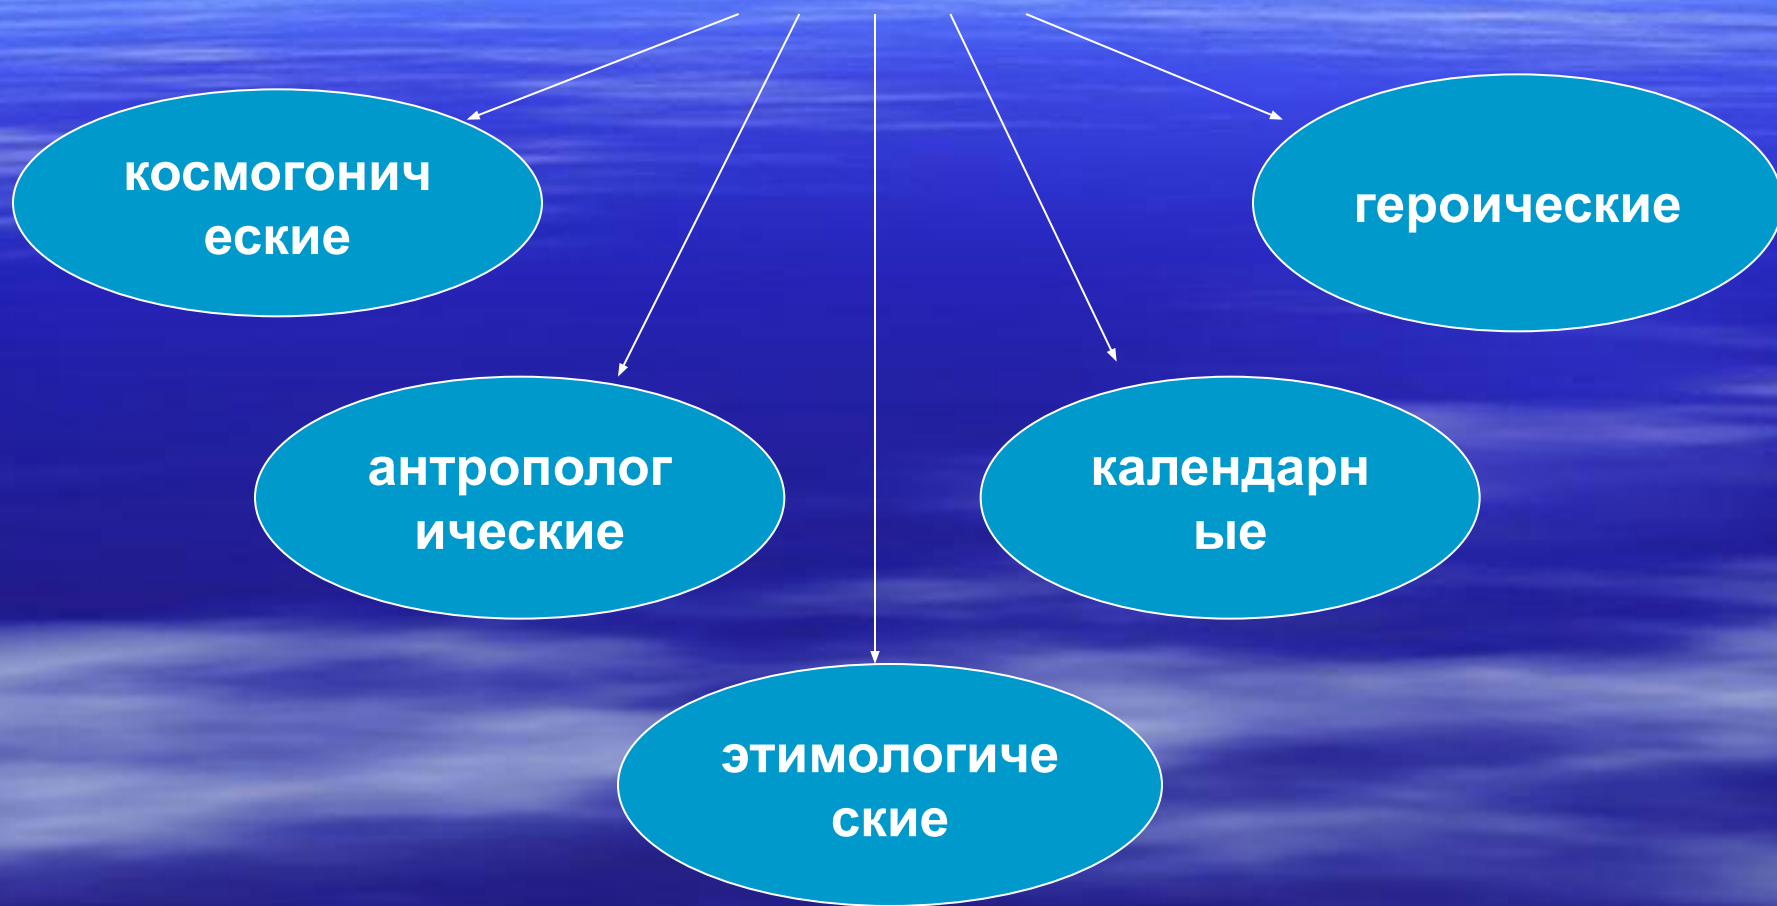 космогонич
еские
героические
антрополог
ические
календарн
ые
этимологиче
ские